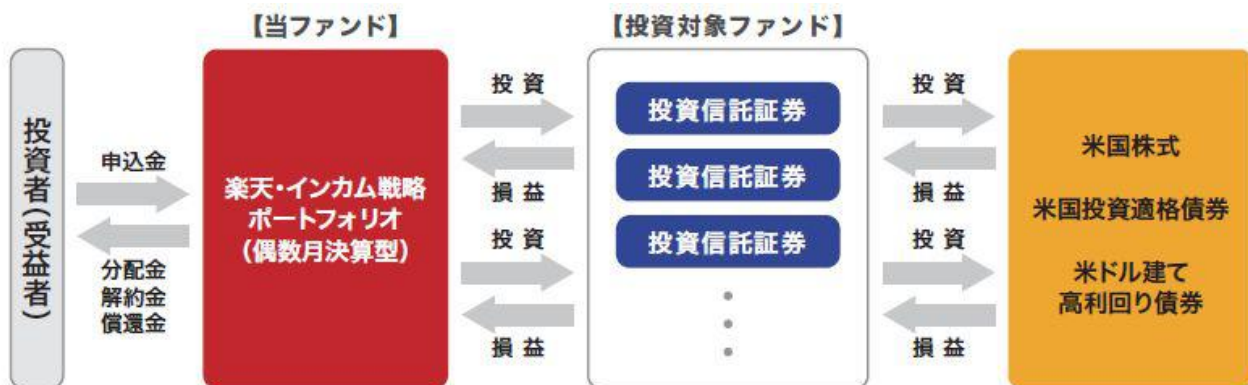 【当ファンド】
【投資対象ファンド】
投資者(受益者)
申込金
分配金
解約金
償還金
楽天・インカム戦略
ポートフォリオ
(偶数月決算型)
投資
損益
投資
損益
投資信託証券
投資信託証券
投資信託証券
投資
損益
投資
損益
米国株式
米国投資適格債券
米ドル建て
高利回り債券